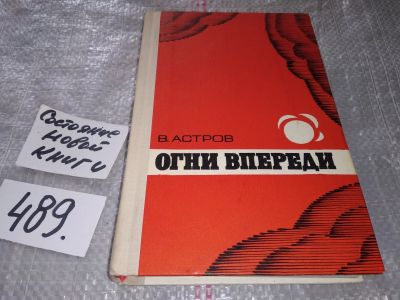 Состояние
новой
книги
489.
В. АСТРОВ
ОГНИ ВПЕРЕДИ